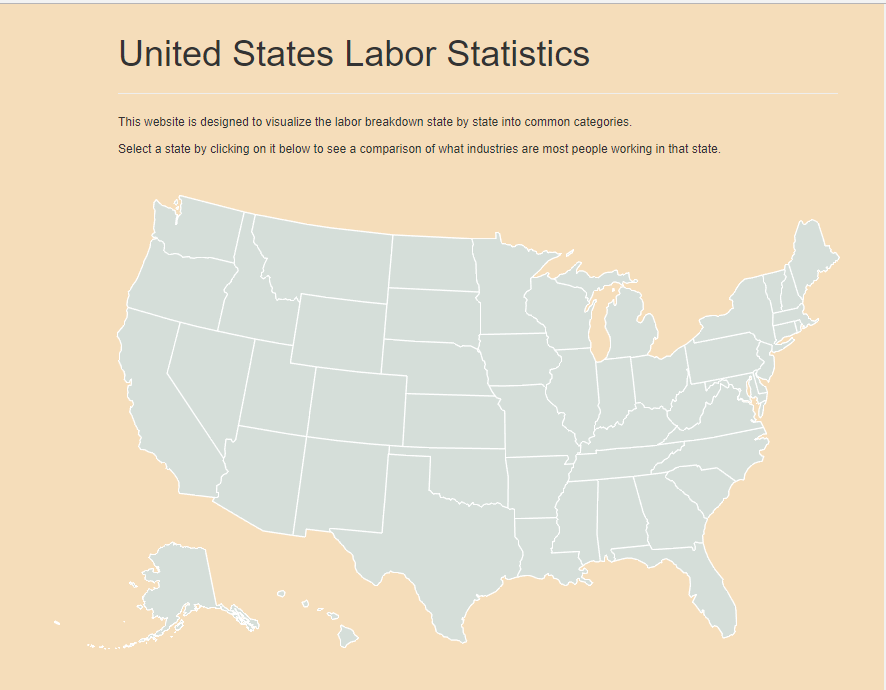 United States Labor Statistics
This website is designed to visualize the labor breakdown state by state into common categories.
Select a state by clicking on it below to see a comparison of what industries are most people working in that state.